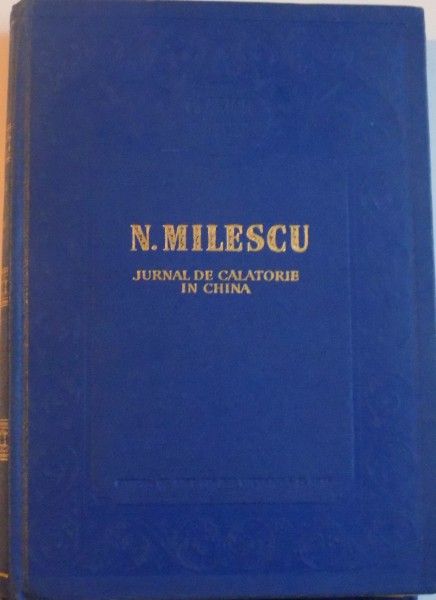 N. MILESCU
JURNAL DE CALATORIE
IN CHINA